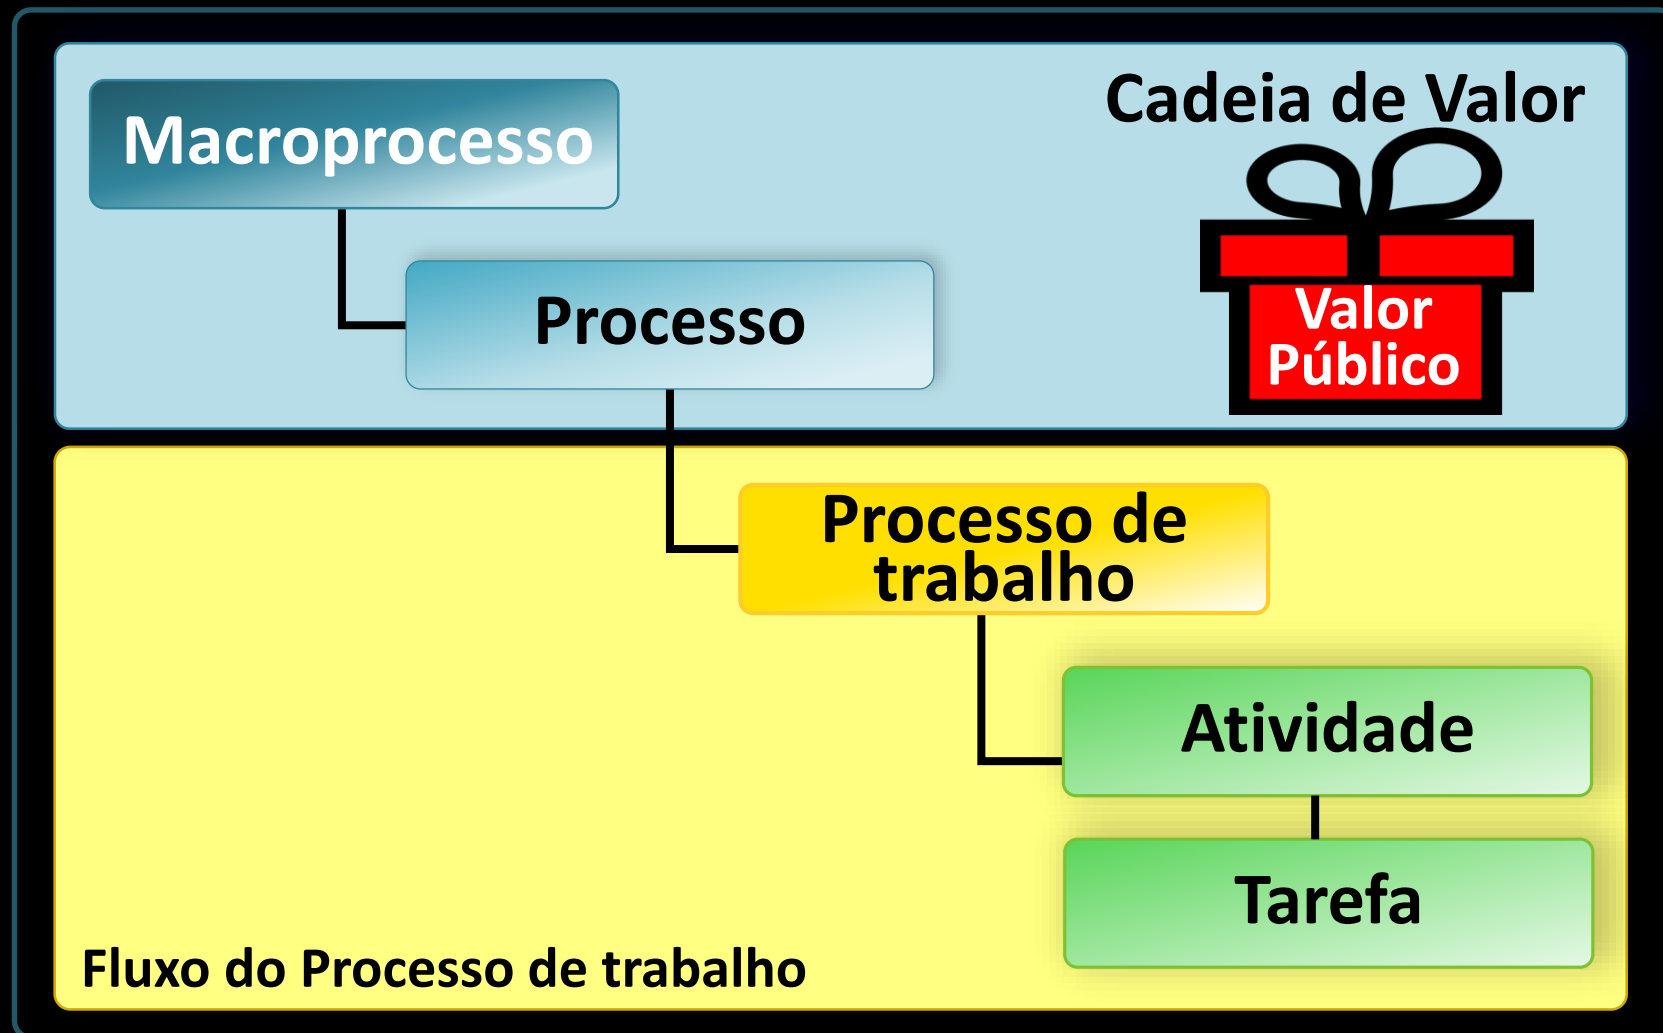 Cadeia de Valor
Macroprocesso
Processo
Valor
Público
Processo de
trabalho
Atividade
Tarefa
Fluxo do Processo de trabalho